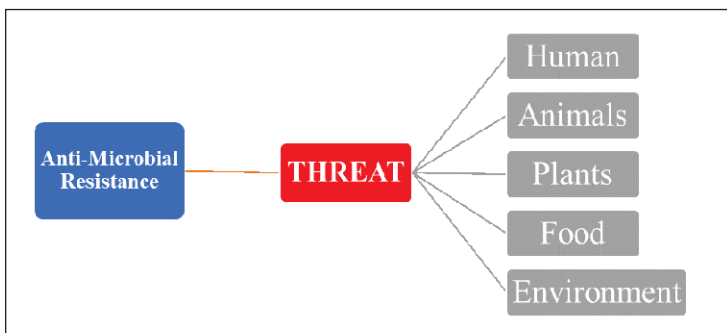 Anti-Microbial
Resistance
THREAT
Human
Animals
Plants
Food
Environment